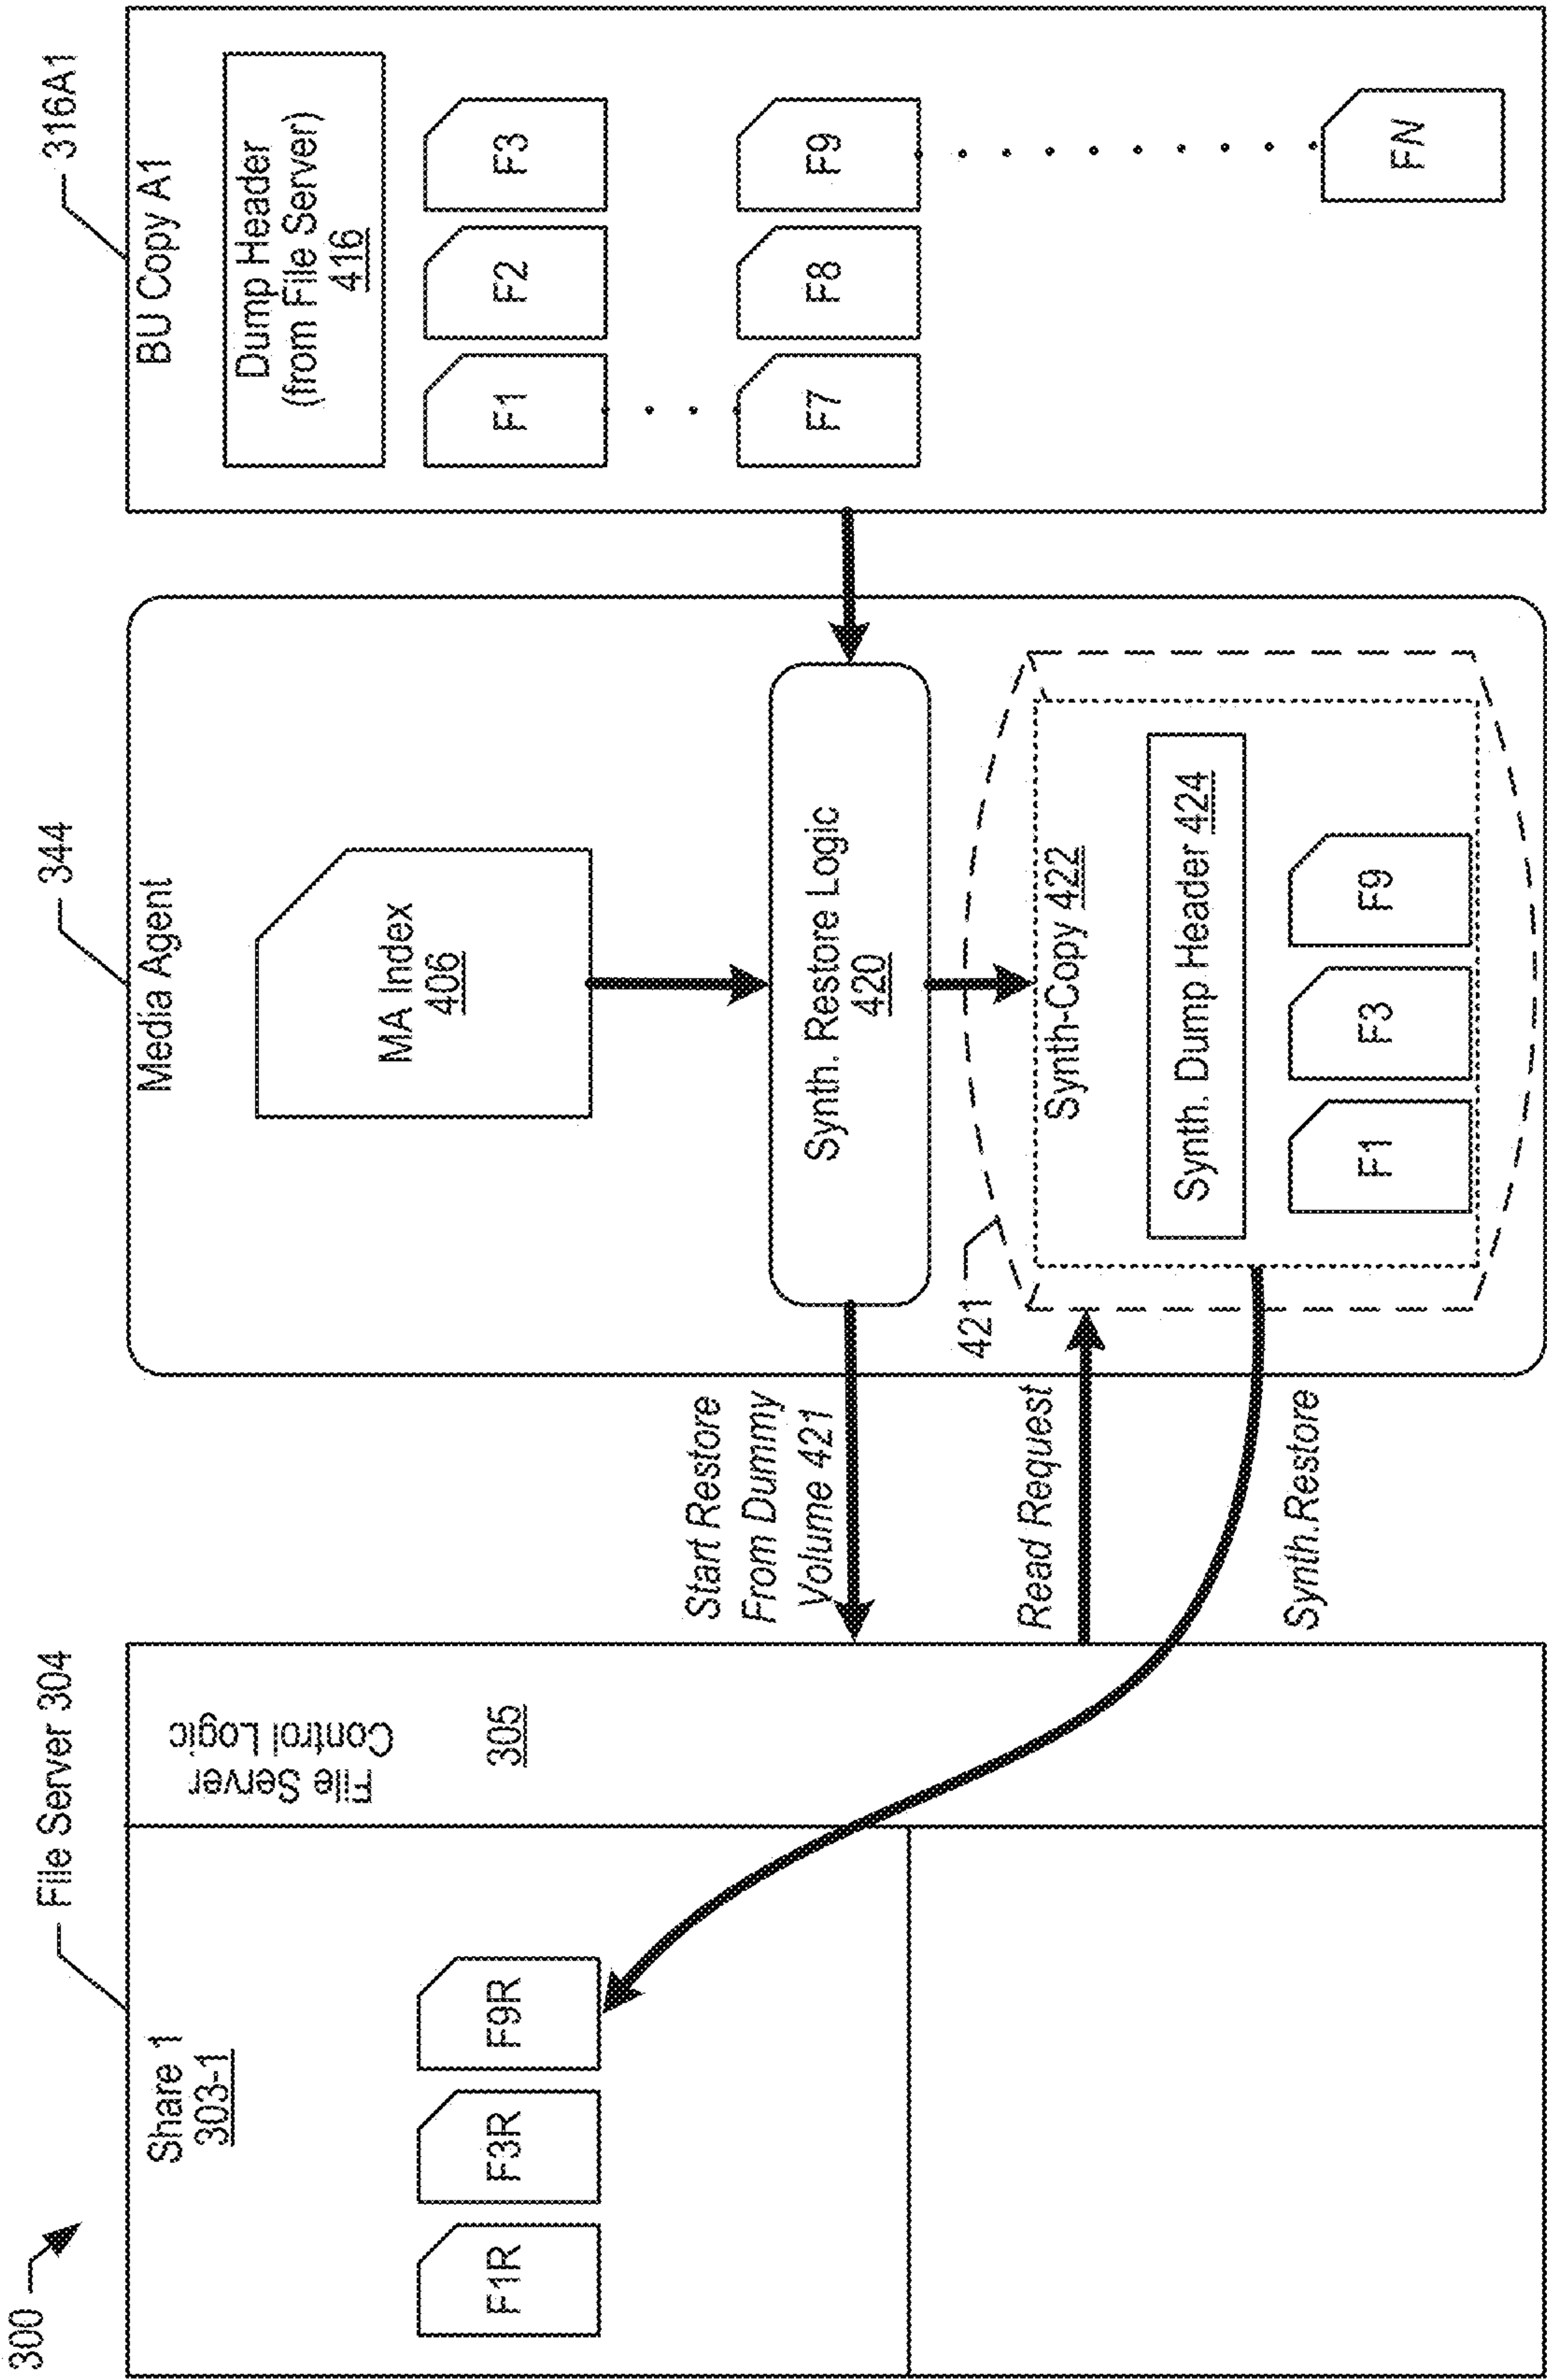 300
File Server 304
Share 1
303-1
F1R
F3R
F9R
File Server
Control Logic
305
Start Restore
From Dummy
Volume 421
Read Request
Synth.Restore
344
Media Agent
MA Index
406
Synth. Restore Logic
420
421
Synth-Copy 422
Synth. Dump Header 424
F1
F3
F9
316A1
BU Copy A1
Dump Header
(from File Server)
416
F1
F2
F3
F7
F8
F9
FN